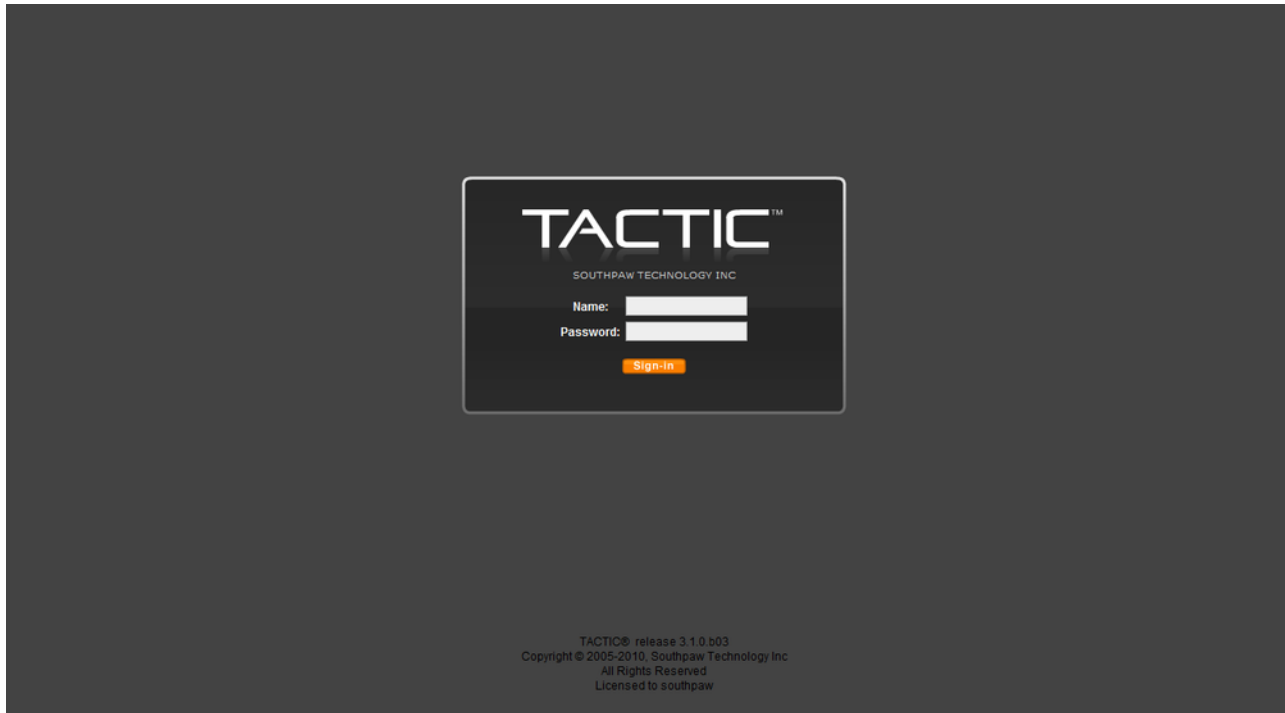 TACTIC™
SOUTHPAW TECHNOLOGY INC
Name:
Password:
Sign-in
TACTIC® release 3.1.0.b03
Copyright © 2005-2010, Southpaw Technology Inc
All Rights Reserved
Licensed to southpaw